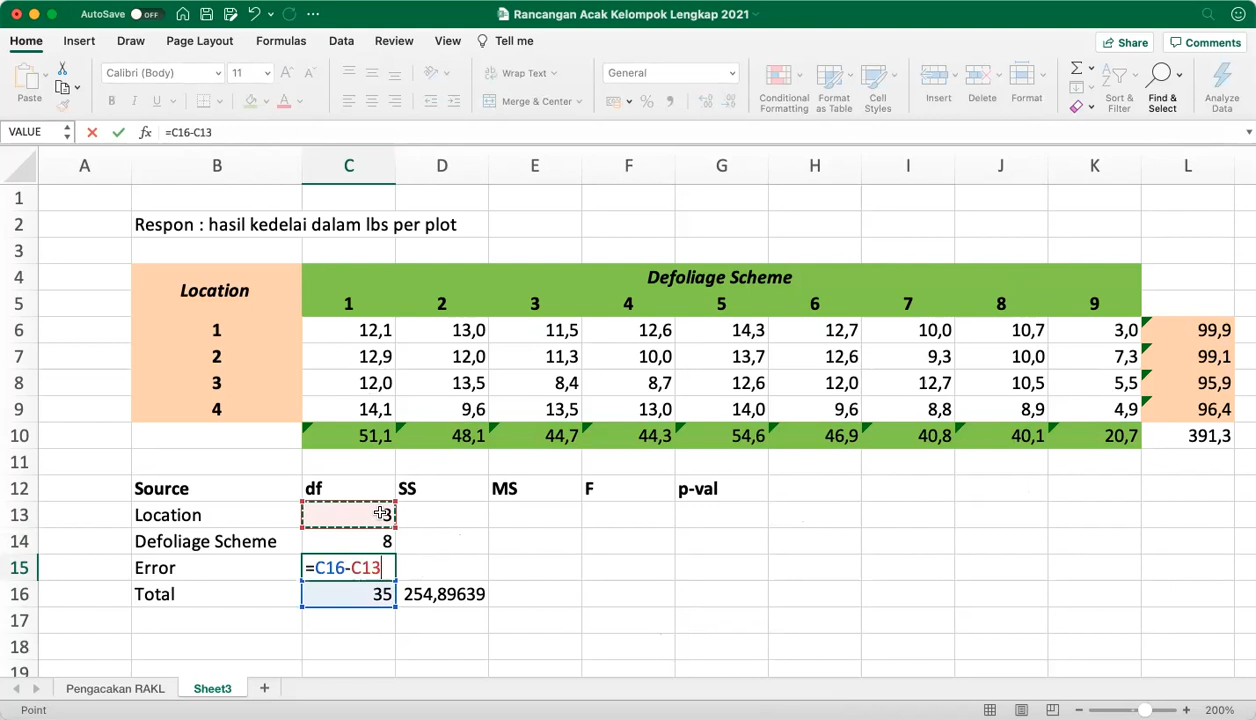 AutoSave OFF Rancangan Acak Kelompok Lengkap 2021
Home Insert Draw Page Layout Formulas Data Review View Tell me Share Comments
Paste Calibri (Body) 11 Wrap Text General Conditional Formatting Format as Table Cell Styles Insert Delete Format Sort & Filter Find & Select Analyze Data
B I U A Merge & Center % 
VALUE fx =C16-C13
A B C D E F G H I J K L
1
2 Respon : hasil kedelai dalam lbs per plot
3
4 Location Defoliage Scheme
5 1 2 3 4 5 6 7 8 9
6 1 12,1 13,0 11,5 12,6 14,3 12,7 10,0 10,7 3,0 99,9
7 2 12,9 12,0 11,3 10,0 13,7 12,6 9,3 10,0 7,3 99,1
8 3 12,0 13,5 8,4 8,7 12,6 12,0 12,7 10,5 5,5 95,9
9 4 14,1 9,6 13,5 13,0 14,0 9,6 8,8 8,9 4,9 96,4
10 51,1 48,1 44,7 44,3 54,6 46,9 40,8 40,1 20,7 391,3
11
12 Source df SS MS F p-val
13 Location 3
14 Defoliage Scheme 8
15 Error =C16-C13
16 Total 35 254,89639
17
18
19
Pengacakan RAKL Sheet3
Point 200%